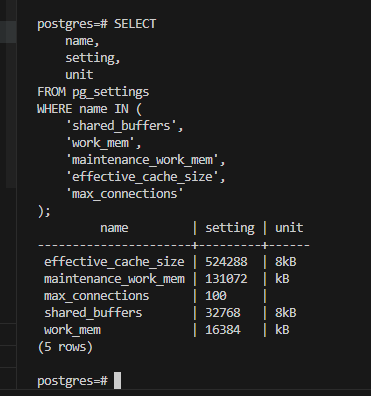 postgres=# SELECT
    name,
    setting,
    unit
FROM pg_settings
WHERE name IN (
    'shared_buffers',
    'work_mem',
    'maintenance_work_mem',
    'effective_cache_size',
    'max_connections'
);
         name         | setting | unit
----------------------+---------+------
 effective_cache_size | 524288  | 8kB
 maintenance_work_mem | 131072  | kB
 max_connections      | 100     |
 shared_buffers       | 32768   | 8kB
 work_mem             | 16384   | kB
(5 rows)

postgres=#